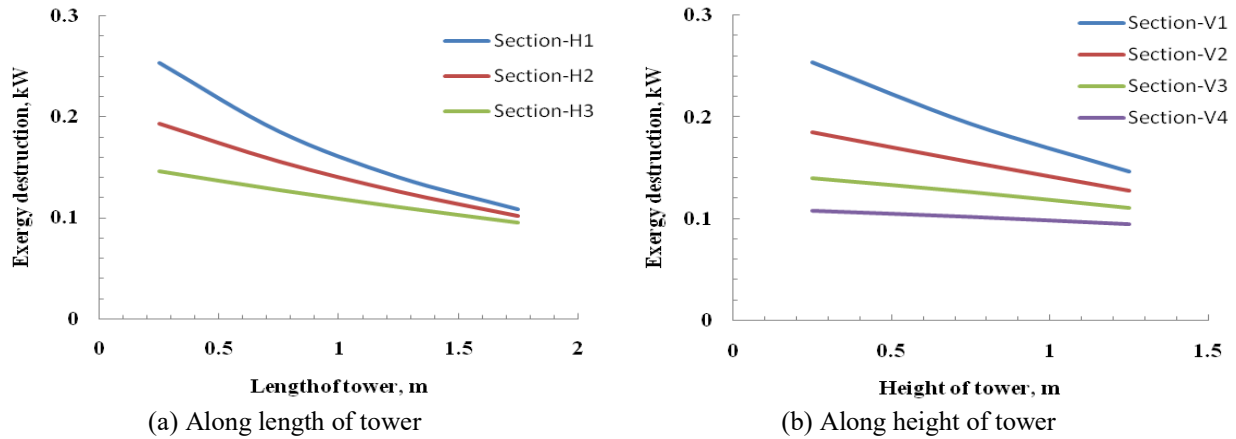 0.3
0.2
0.1
0
Exergy destruction, kW
Section-H1
Section-H2
Section-H3
0 0.5 1 1.5 2
Lengthof tower, m
(a) Along length of tower
0.3
0.2
0.1
0
Exergy destruction, kW
Section-V1
Section-V2
Section-V3
Section-V4
0 0.5 1 1.5
Height of tower, m
(b) Along height of tower